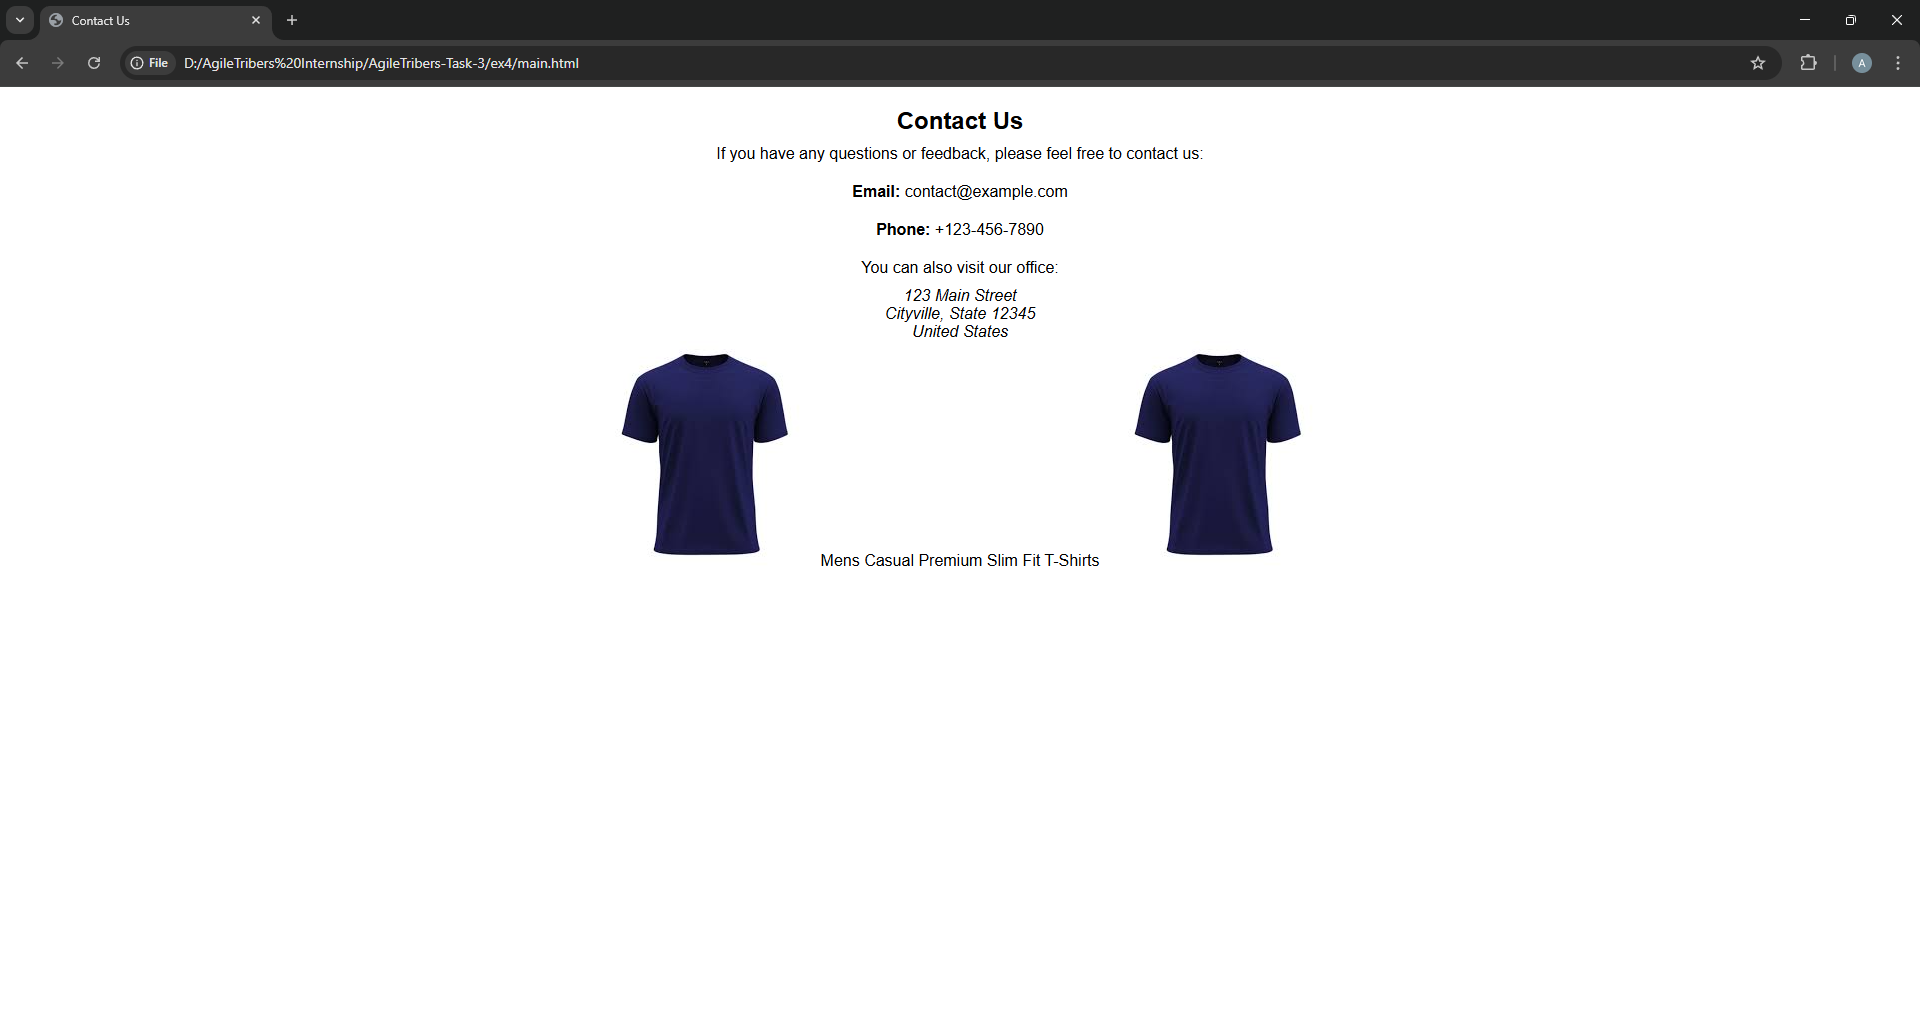 Contact Us
File
D:/AgileTribers%20Internship/AgileTribers-Task-3/ex4/main.html
A
Contact Us
If you have any questions or feedback, please feel free to contact us:
Email: contact@example.com
Phone: +123-456-7890
You can also visit our office:
123 Main Street
Cityville, State 12345
United States
Mens Casual Premium Slim Fit T-Shirts